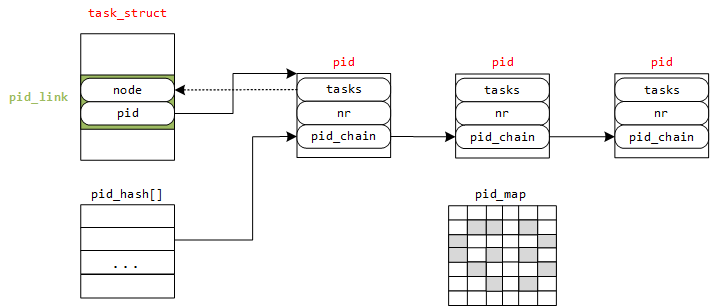 task_struct
pid_link
node
pid
pid
tasks
nr
pid_chain
pid
tasks
nr
pid_chain
pid
tasks
nr
pid_chain
pid_hash[]
...
pid_map